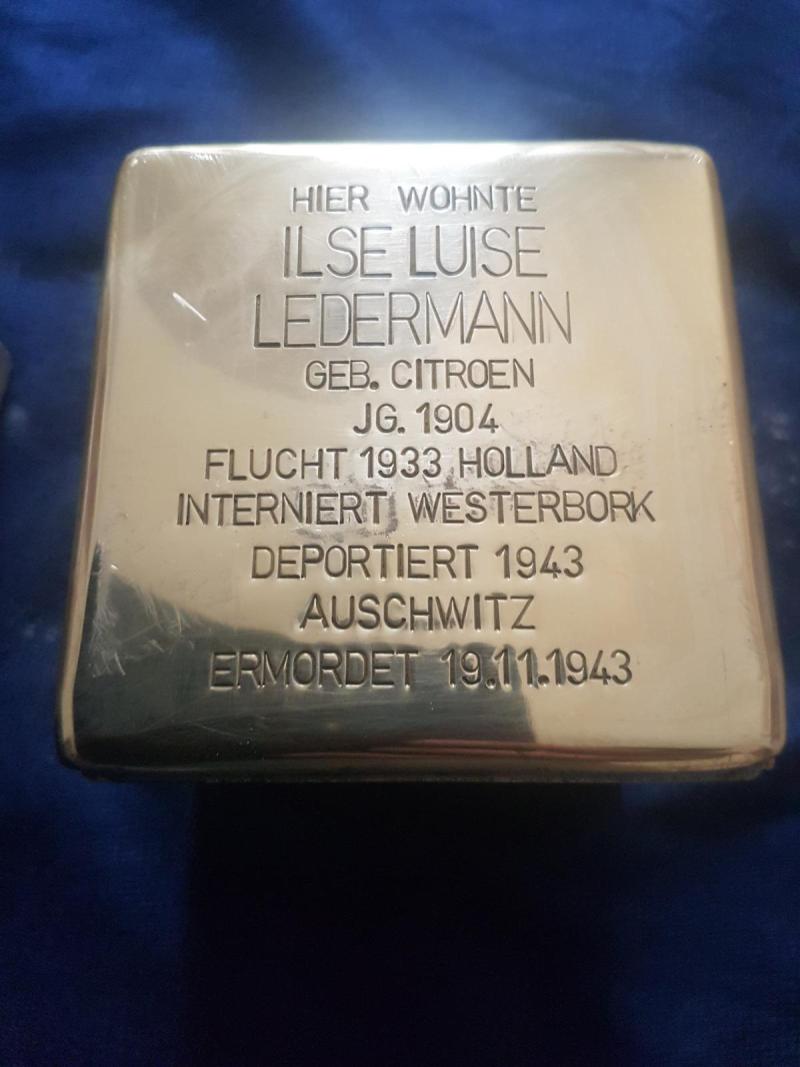 HIER WOHNTE
ILSE LUISE
LEDERMANN
GEB. CITROEN
JG. 1904
FLUCHT 1933 HOLLAND
INTERNIERT WESTERBORK
DEPORTIERT 1943
AUSCHWITZ
ERMORDET 19.11.1943